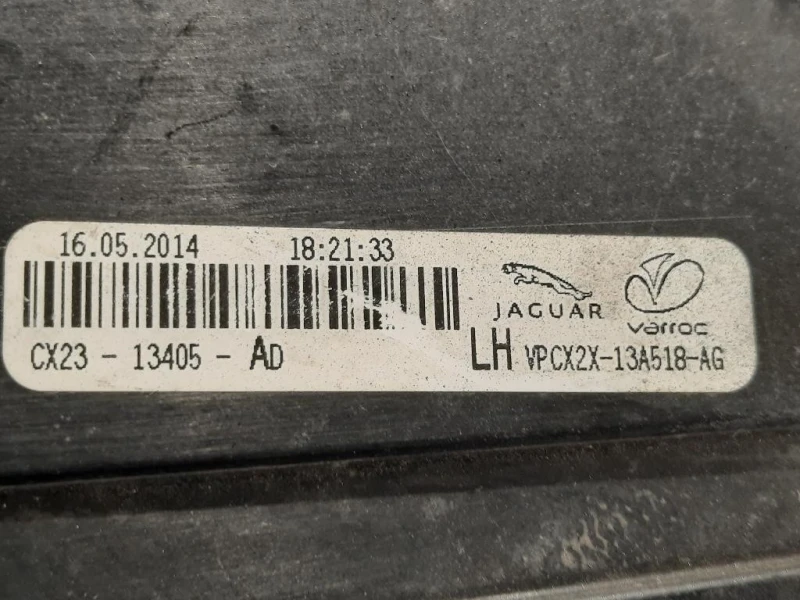 16.05.2014 18:21:33
JAGUAR varroc
CX23 - 13405 - AD LH VPCX2X-13A518-AG